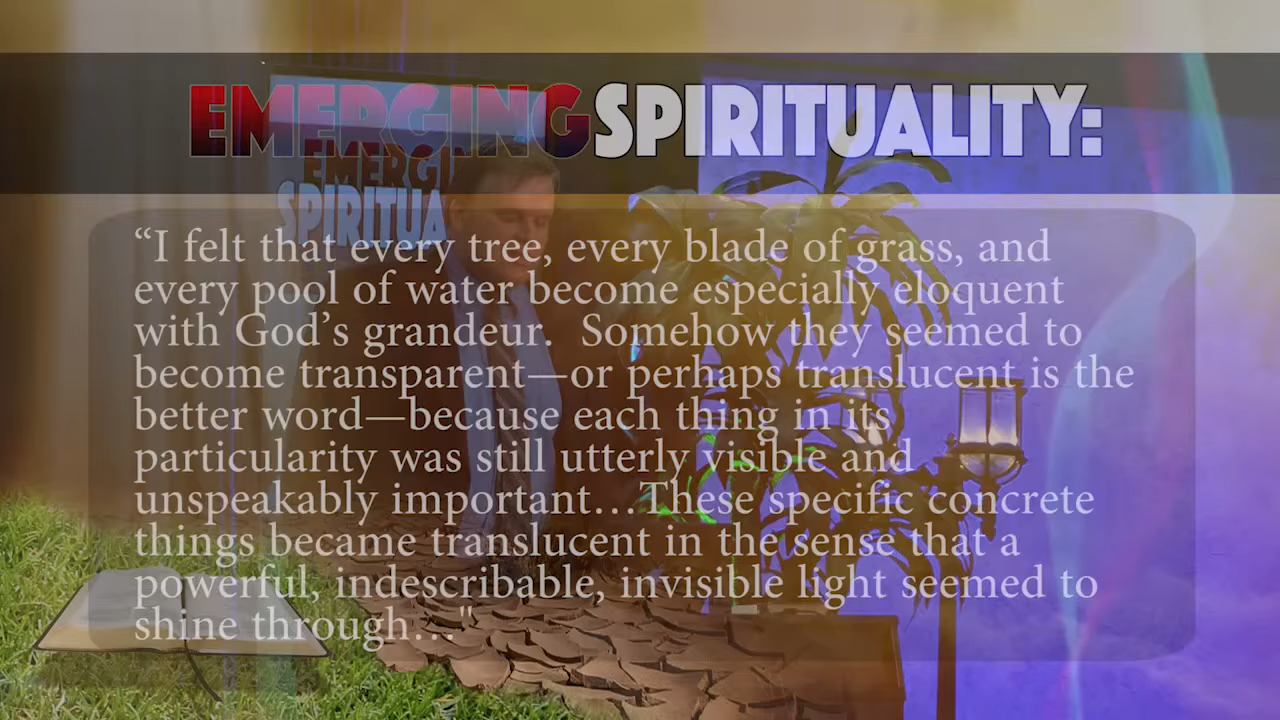 EMERGING SPIRITUALITY:
EMERGI
SPIRITUA
“I felt that every tree, every blade of grass, and
every pool of water become especially eloquent
with God’s grandeur.  Somehow they seemed to
become transparent—or perhaps translucent is the
better word—because each thing in its
particularity was still utterly visible and
unspeakably important…These specific concrete
things became translucent in the sense that a
powerful, indescribable, invisible light seemed to
shine through…"